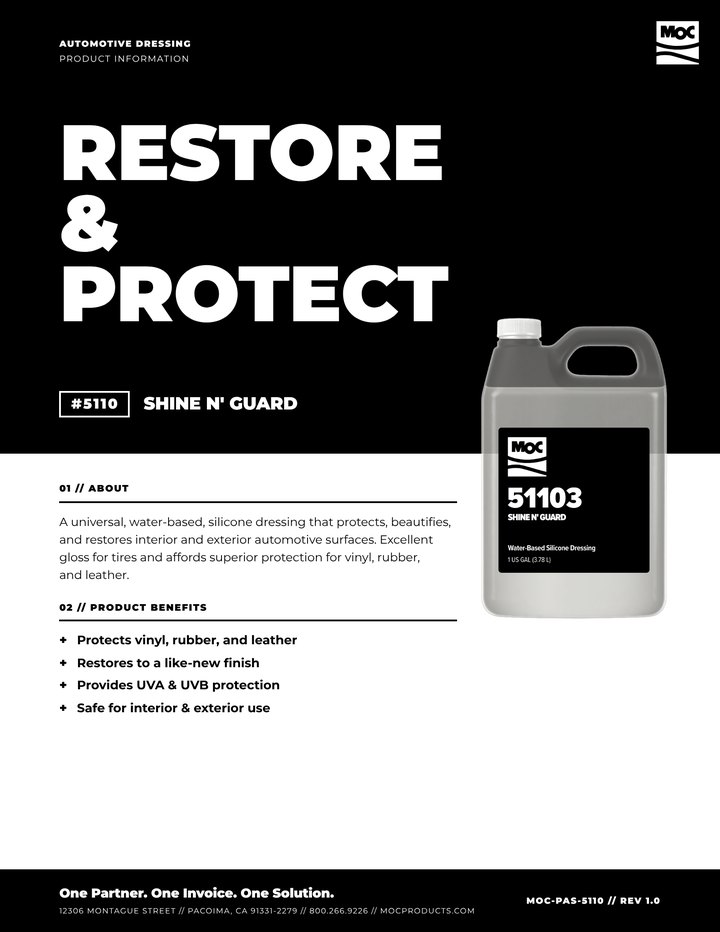 AUTOMOTIVE DRESSING
PRODUCT INFORMATION
MOC
RESTORE
&
PROTECT
#5110 SHINE N' GUARD
01 // ABOUT
A universal, water-based, silicone dressing that protects, beautifies,
and restores interior and exterior automotive surfaces. Excellent
gloss for tires and affords superior protection for vinyl, rubber,
and leather.
02 // PRODUCT BENEFITS
+ Protects vinyl, rubber, and leather
+ Restores to a like-new finish
+ Provides UVA & UVB protection
+ Safe for interior & exterior use
MOC
51103
SHINE N' GUARD
Water-Based Silicone Dressing
1 US GAL (3.78 L)
One Partner. One Invoice. One Solution.
12306 MONTAGUE STREET // PACOIMA, CA 91331-2279 // 800.266.9226 // MOCPRODUCTS.COM
MOC-PAS-5110 // REV 1.0